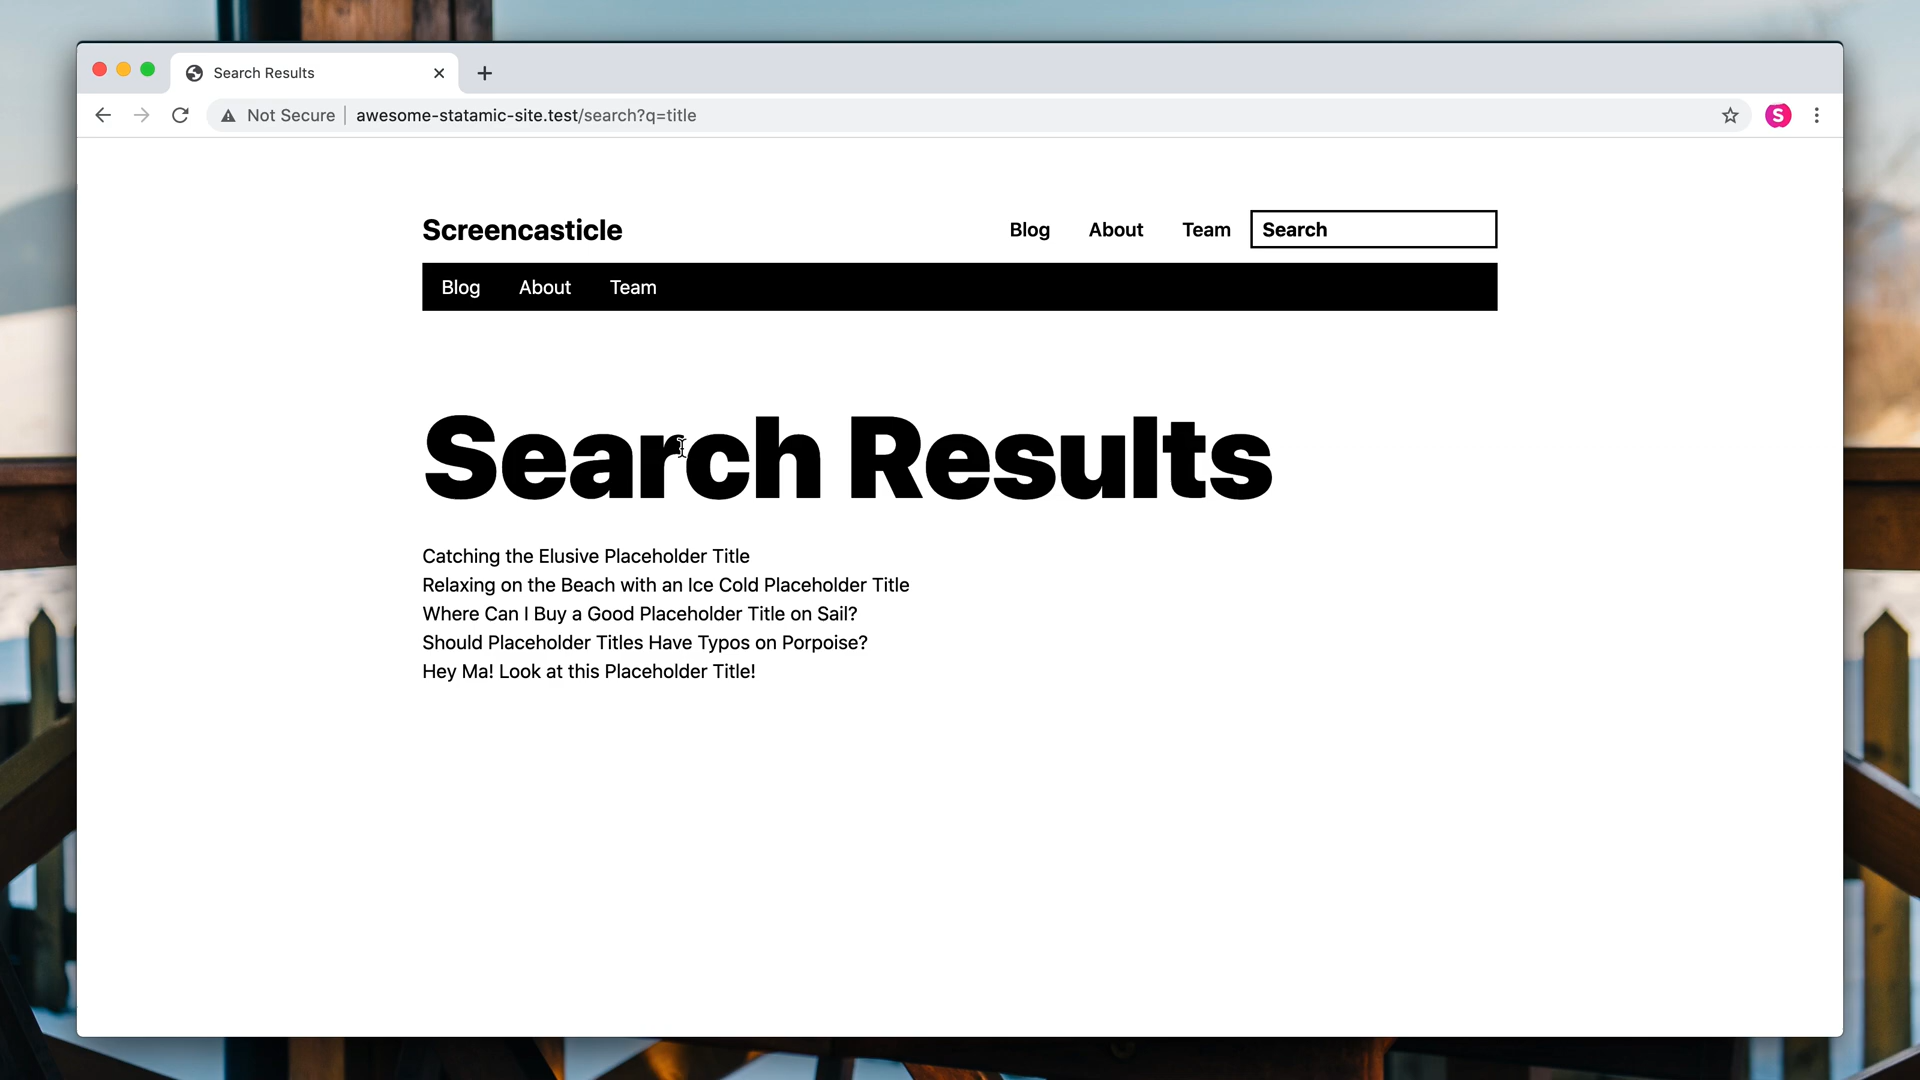 Search Results
Not Secure awesome-statamic-site.test/search?q=title
S
Screencasticle
Blog About Team Search
Blog About Team
Search Results
Catching the Elusive Placeholder Title
Relaxing on the Beach with an Ice Cold Placeholder Title
Where Can I Buy a Good Placeholder Title on Sail?
Should Placeholder Titles Have Typos on Porpoise?
Hey Ma! Look at this Placeholder Title!